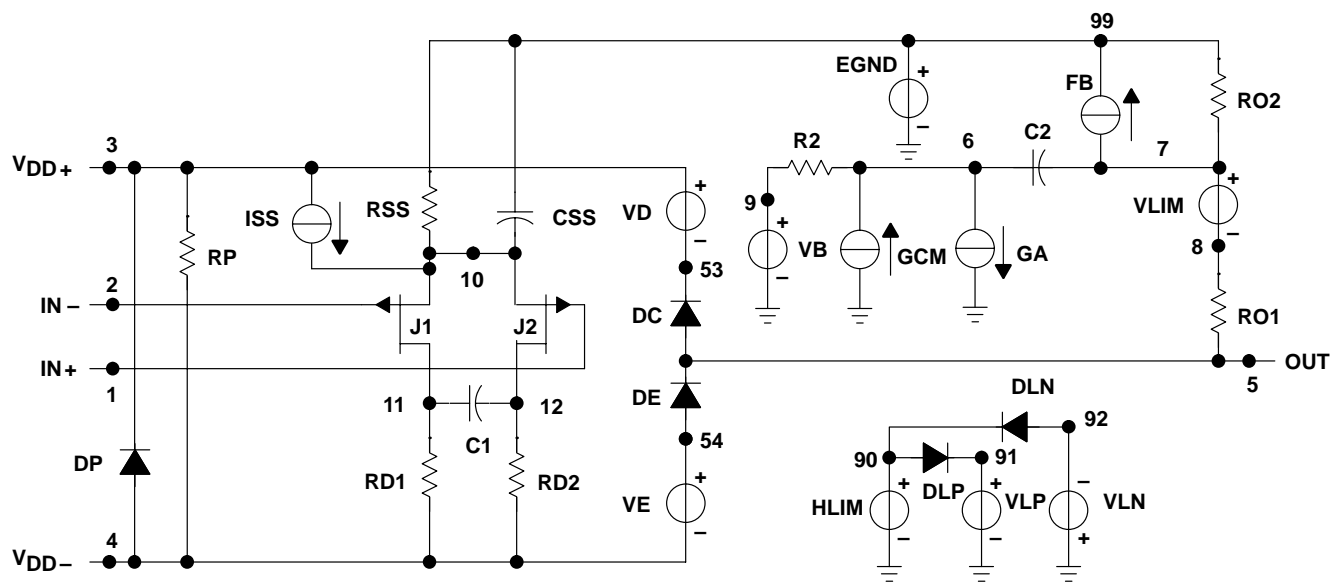 99
EGND
+
FB
RO2
3
VDD+
R2
6
C2
7
−
+
ISS
RSS
CSS
VD
+
−
9
+
VB
−
GCM
GA
VLIM
8
−
RP
10
53
2
IN−
J1
J2
DC
RO1
IN+
1
OUT
5
11
12
DE
DLN
92
C1
54
90
91
DP
RD1
RD2
VE
+
−
HLIM
+
−
DLP
+
VLP
−
−
VLN
+
4
VDD−